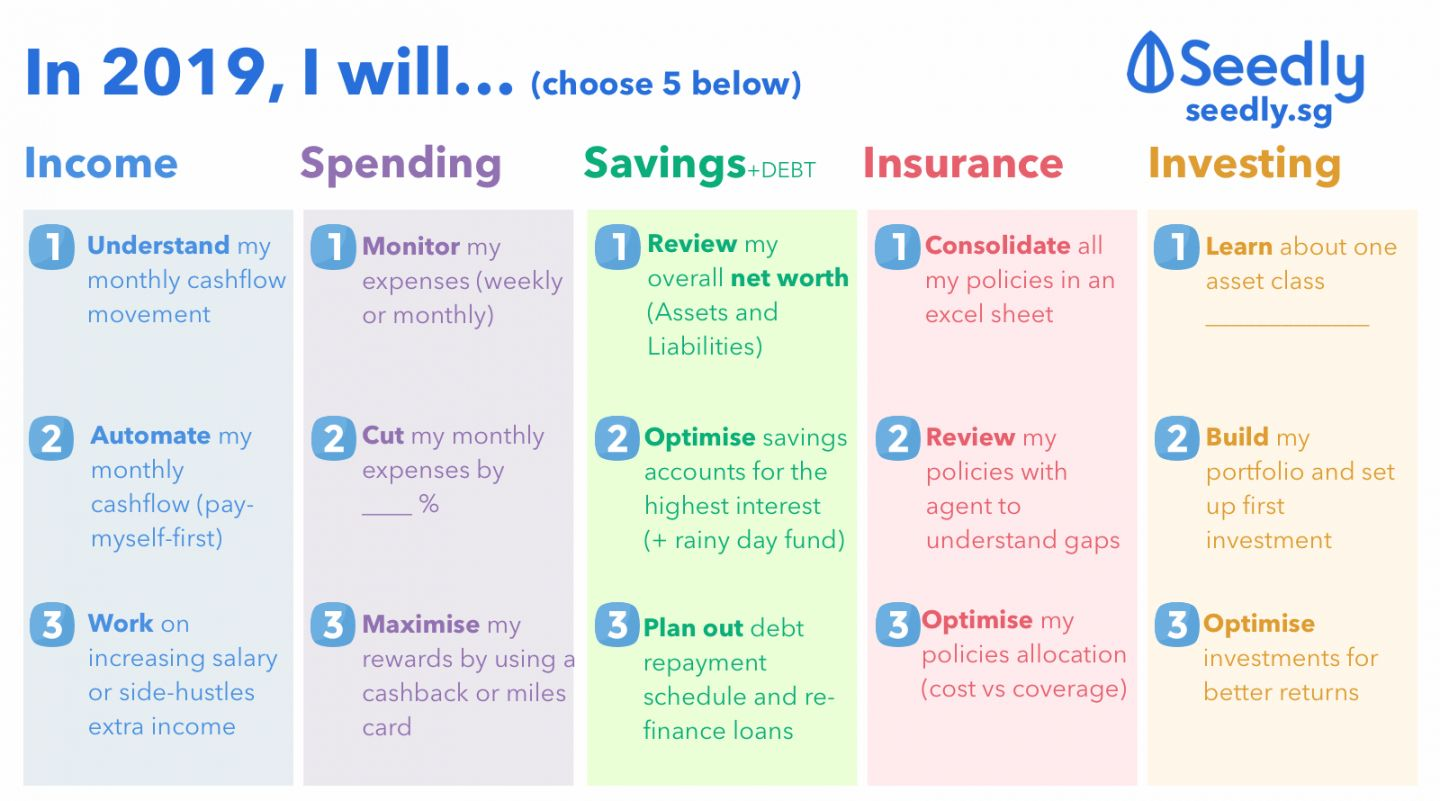 In 2019, I will... (choose 5 below)
Seedly
seedly.sg
Income
1 Understand my
monthly cashflow
movement
2 Automate my
monthly
cashflow (pay-
myself-first)
3 Work on
increasing salary
or side-hustles
extra income
Spending
1 Monitor my
expenses (weekly
or monthly)
2 Cut my monthly
expenses by
____ %
3 Maximise my
rewards by using a
cashback or miles
card
Savings+DEBT
1 Review my
overall net worth
(Assets and
Liabilities)
2 Optimise savings
accounts for the
highest interest
(+ rainy day fund)
3 Plan out debt
repayment
schedule and re-
finance loans
Insurance
1 Consolidate all
my policies in an
excel sheet
2 Review my
policies with
agent to
understand gaps
3 Optimise my
policies allocation
(cost vs coverage)
Investing
1 Learn about one
asset class
_____________
2 Build my
portfolio and set
up first
investment
3 Optimise
investments for
better returns